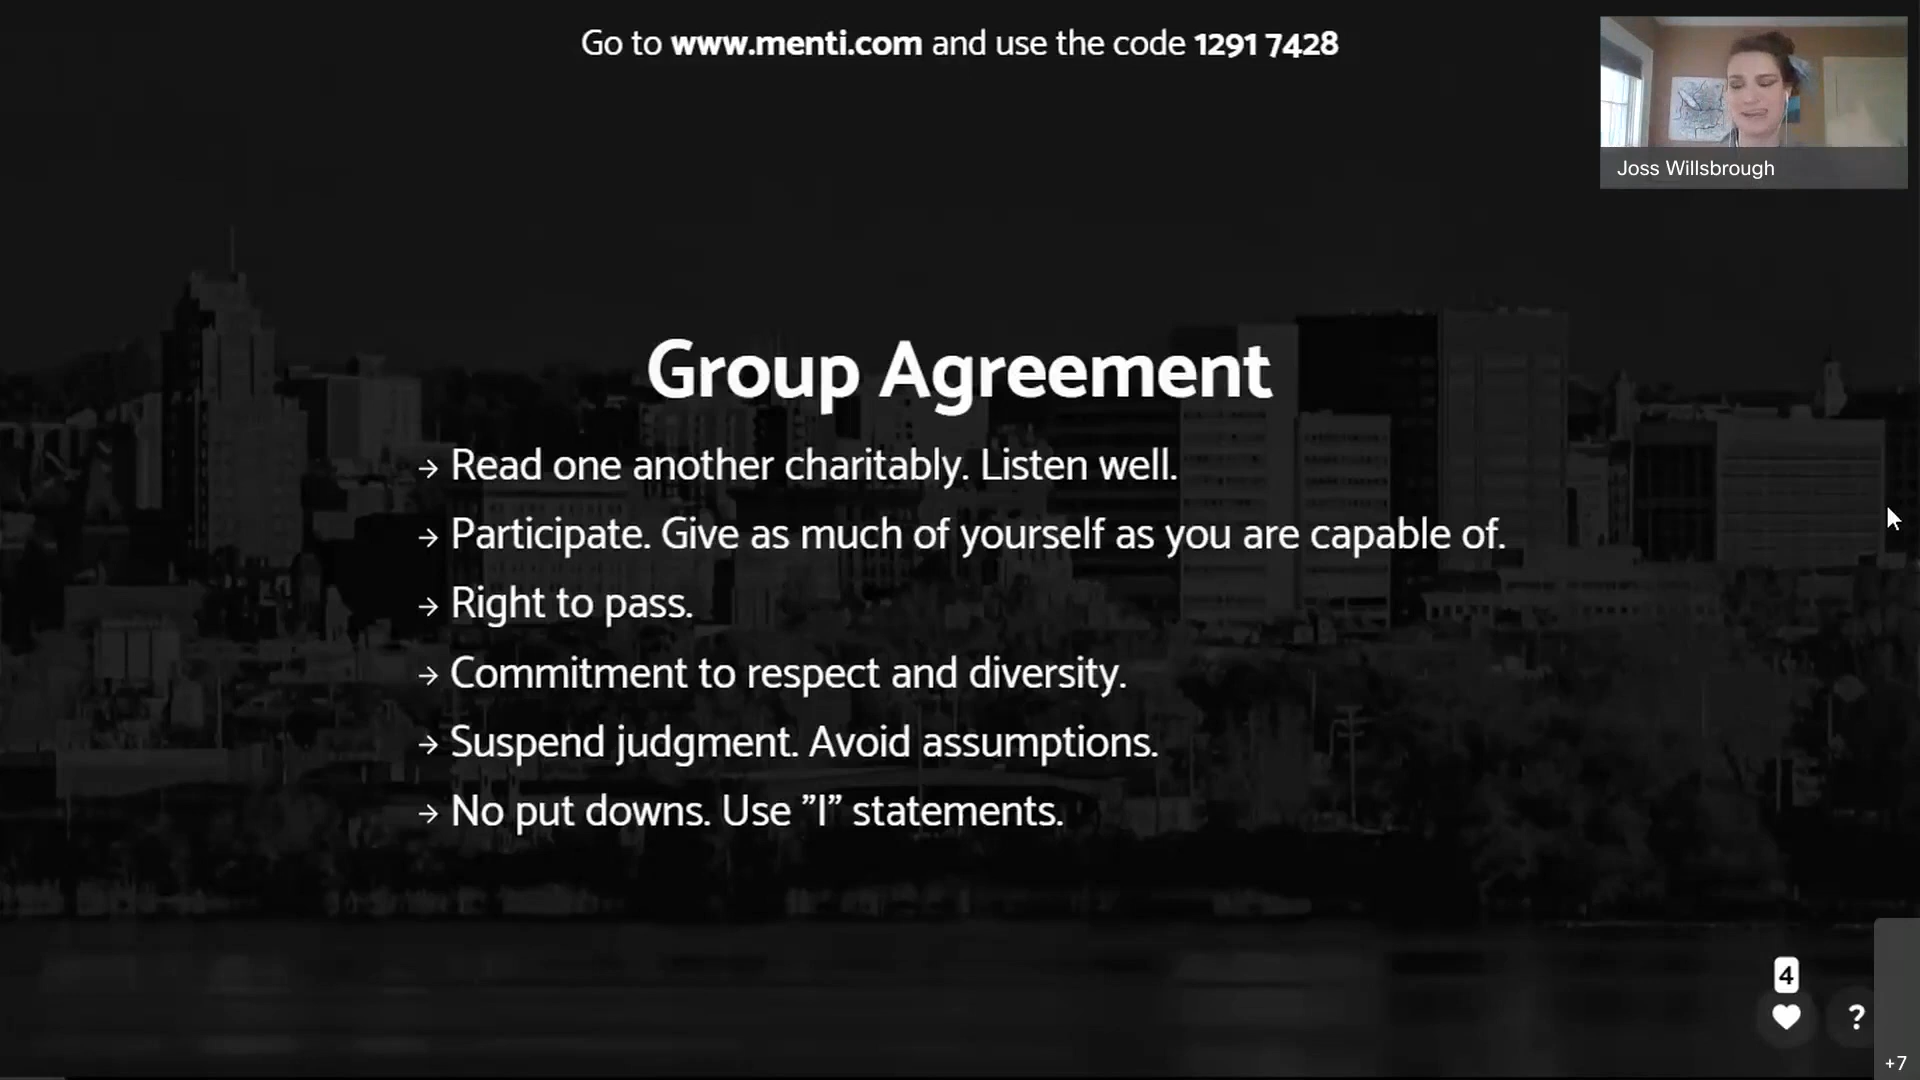 Go to www.menti.com and use the code 1291 7428
Joss Willsbrough
Group Agreement
→ Read one another charitably. Listen well.
→ Participate. Give as much of yourself as you are capable of.
→ Right to pass.
→ Commitment to respect and diversity.
→ Suspend judgment. Avoid assumptions.
→ No put downs. Use ”I” statements.
4
?
+7